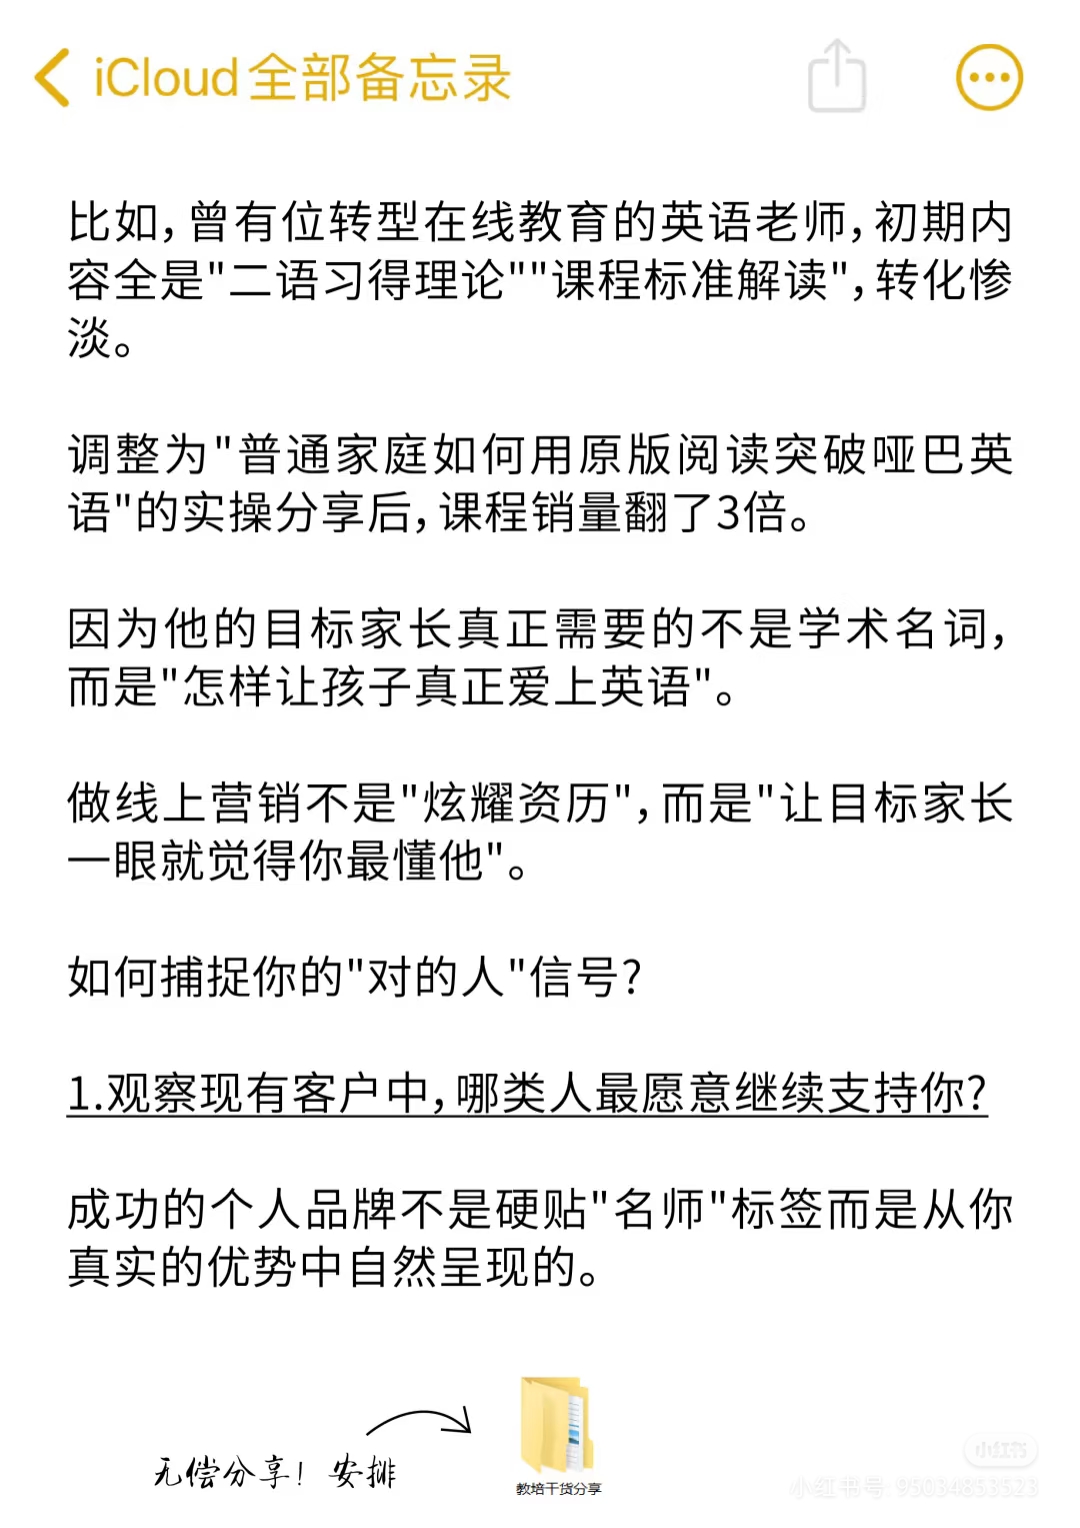 iCloud全部备忘录
比如,曾有位转型在线教育的英语老师,初期内
容全是"二语习得理论""课程标准解读",转化惨
淡。
调整为"普通家庭如何用原版阅读突破哑巴英
语"的实操分享后,课程销量翻了3倍。
因为他的目标家长真正需要的不是学术名词,
而是"怎样让孩子真正爱上英语"。
做线上营销不是"炫耀资历",而是"让目标家长
一眼就觉得你最懂他"。
如何捕捉你的"对的人"信号?
1.观察现有客户中,哪类人最愿意继续支持你?
成功的个人品牌不是硬贴"名师"标签而是从你
真实的优势中自然呈现的。
无偿分享！安排
教培干货分享
小红书
小红书号: 95034853523